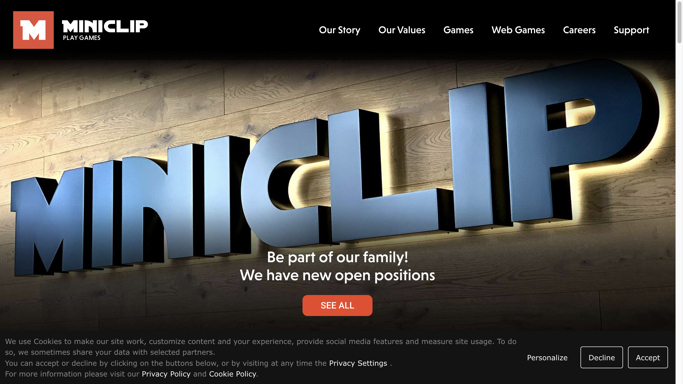 MINICLIP
PLAY GAMES
Our Story
Our Values
Games
Web Games
Careers
Support
MINICLIP
Be part of our family!
We have new open positions
SEE ALL
We use Cookies to make our site work, customize content and your experience, provide social media features and measure site usage. To do
so, we sometimes share your data with selected partners.
You can accept or decline by clicking on the buttons below, or by visiting at any time the Privacy Settings .
For more information please visit our Privacy Policy and Cookie Policy.
Personalize
Decline
Accept